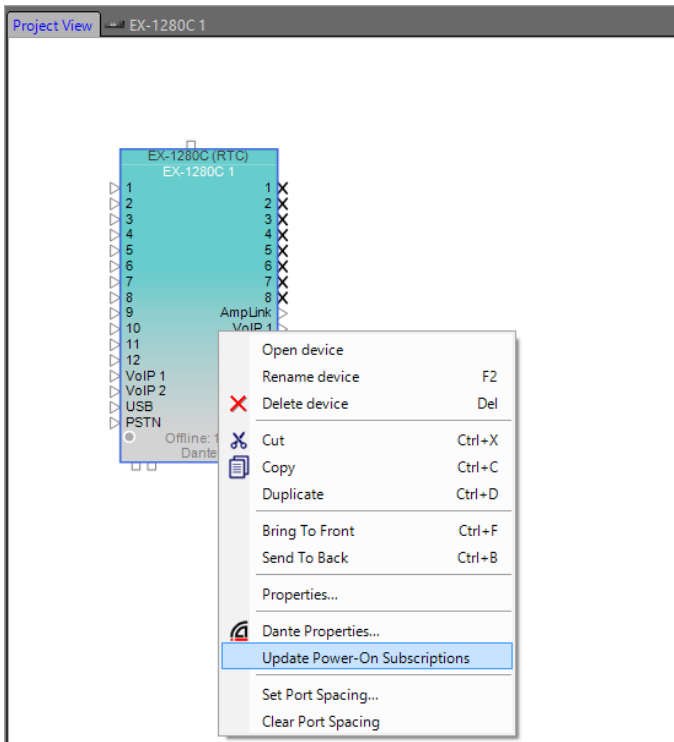 Project View EX-1280C 1
EX-1280C (RTC)
EX-1280C 1
1 1
2 2
3 3
4 4
5 5
6 6
7 7
8 8
9 AmpLink
10 VoIP 1
11
12
VoIP 1
VoIP 2
USB
PSTN
Offline: 1
Dante
Open device
Rename device F2
Delete device Del
Cut Ctrl+X
Copy Ctrl+C
Duplicate Ctrl+D
Bring To Front Ctrl+F
Send To Back Ctrl+B
Properties...
Dante Properties...
Update Power-On Subscriptions
Set Port Spacing...
Clear Port Spacing